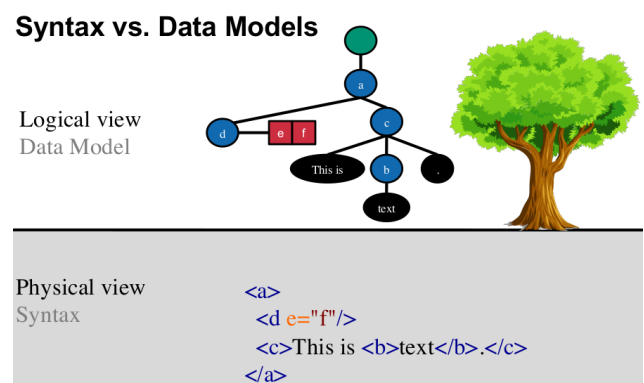 Syntax vs. Data Models
a
Logical view
d
e f
c
Data Model
This is
b
.
text
Physical view
Syntax
<a>
<d e="f"/>
<c>This is <b>text</b>.</c>
</a>